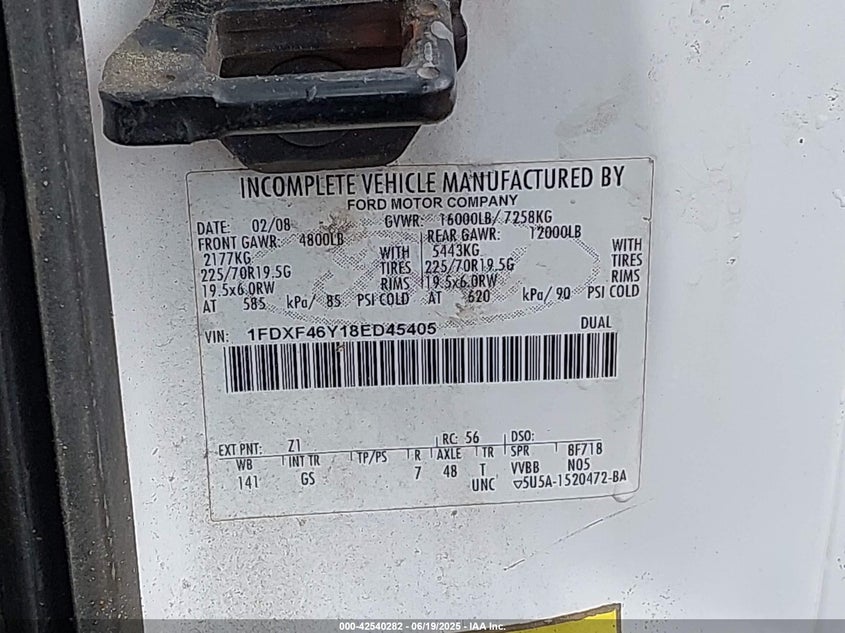 INCOMPLETE VEHICLE MANUFACTURED BY
FORD MOTOR COMPANY
DATE: 02/08 GVWR: 16000LB/ 7258KG
FRONT GAWR: 4800LB REAR GAWR: 12000LB
2177KG WITH 5443KG WITH
225/70R19.5G TIRES 225/70R19.5G TIRES
19.5x6.0RW RIMS 19.5x6.0RW RIMS
AT 585 kPa/ 85 PSI COLD AT 620 kPa/ 90 PSI COLD
VIN: 1FDXF46Y18ED45405 DUAL
EXT PNT: Z1 RC: 56 DSO:
WB INT TR TP/PS R AXLE TR SPR 8F718
141 GS 7 48 T VVBB N05
UNC ▽5U5A-1520472-BA
000-42540282 - 06/19/2025 - IAA Inc.